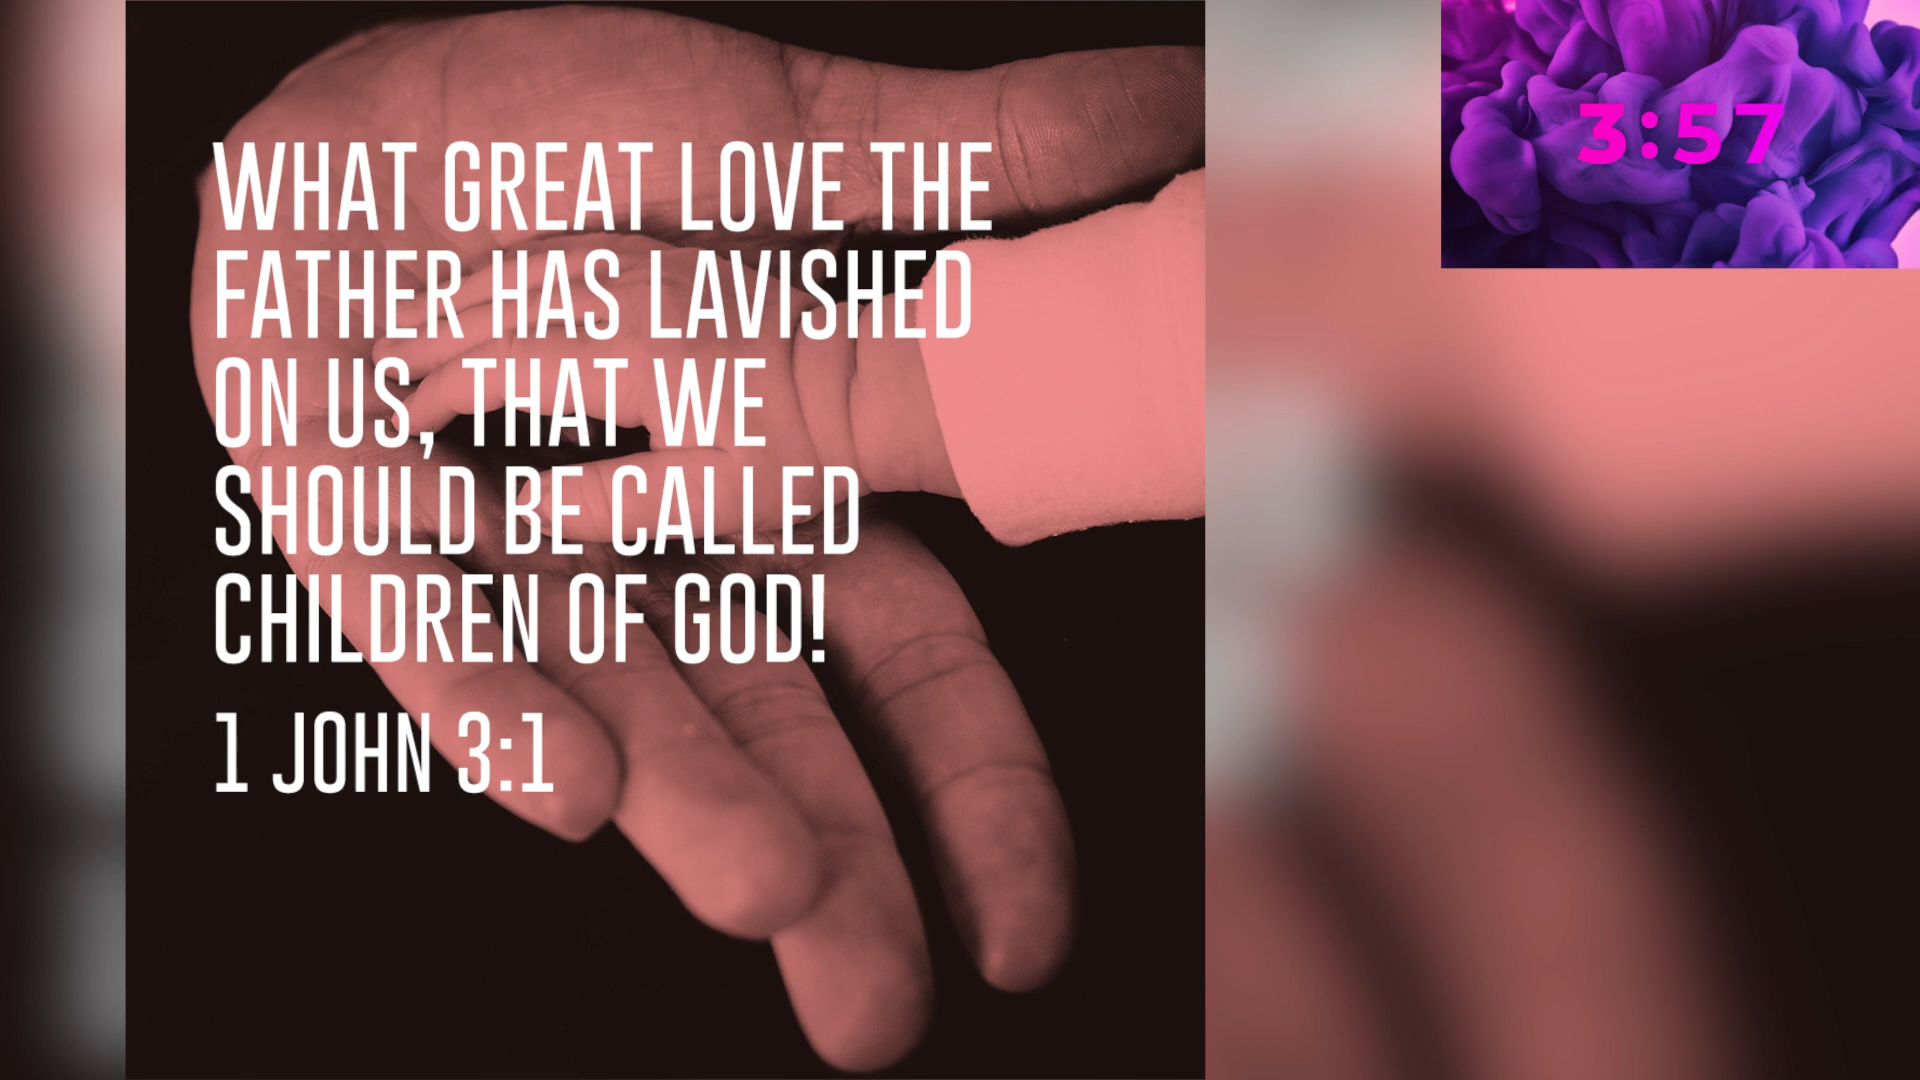 WHAT GREAT LOVE THE
FATHER HAS LAVISHED
ON US, THAT WE
SHOULD BE CALLED
CHILDREN OF GOD!
1 JOHN 3:1
3:57